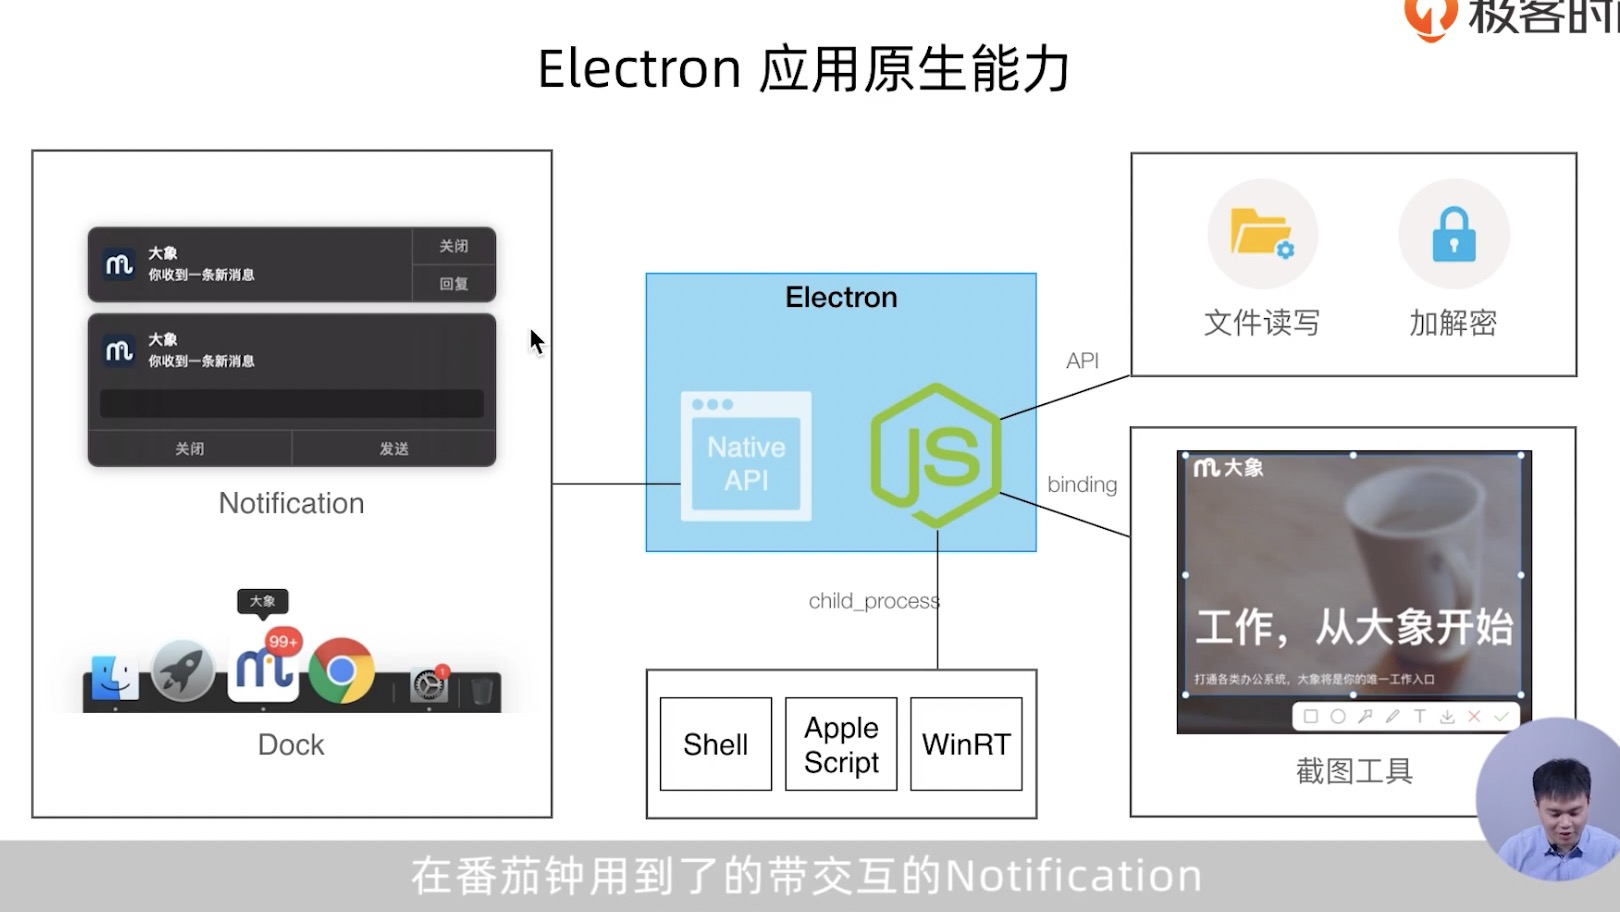 极客时间
Electron 应用原生能力
大象
你收到一条新消息
关闭
回复
大象
你收到一条新消息
关闭
发送
Notification
大象
99+
1
Dock
Electron
Native
API
JS
API
binding
child_process
Shell
Apple
Script
WinRT
文件读写
加解密
大象
工作，从大象开始
打通各类办公系统，大象将是你的唯一工作入口
T
截图工具
在番茄钟用到了的带交互的Notification